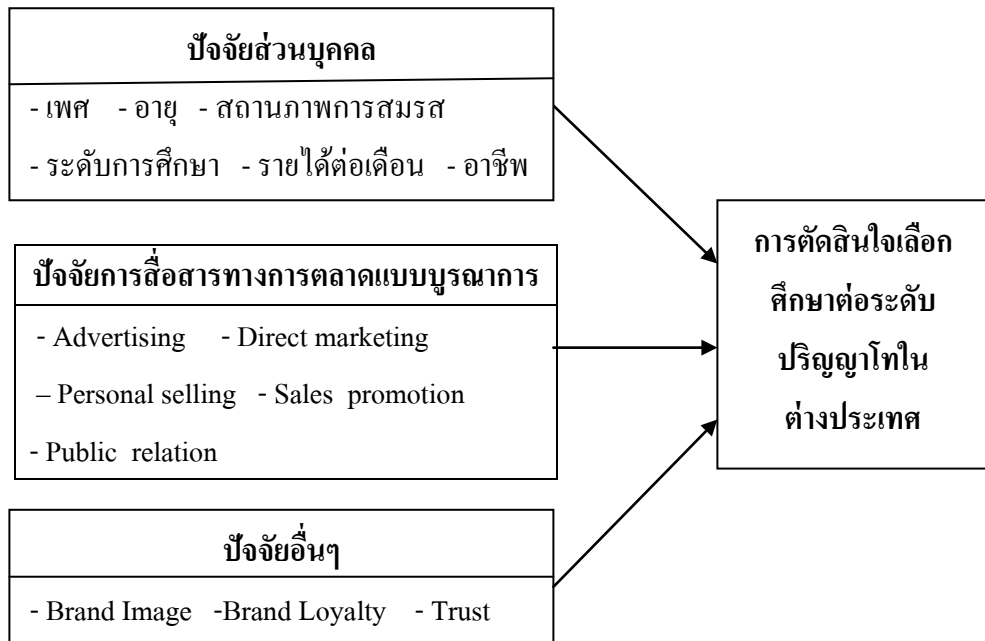 ปัจจัยส่วนบุคคล
- เพศ - อายุ - สถานภาพการสมรส
- ระดับการศึกษา - รายได้ต่อเดือน - อาชีพ
ปัจจัยการสื่อสารทางการตลาดแบบบูรณาการ
- Advertising - Direct marketing
– Personal selling - Sales promotion
- Public relation
ปัจจัยอื่นๆ
- Brand Image -Brand Loyalty - Trust
การตัดสินใจเลือก
ศึกษาต่อระดับ
ปริญญาโทใน
ต่างประเทศ